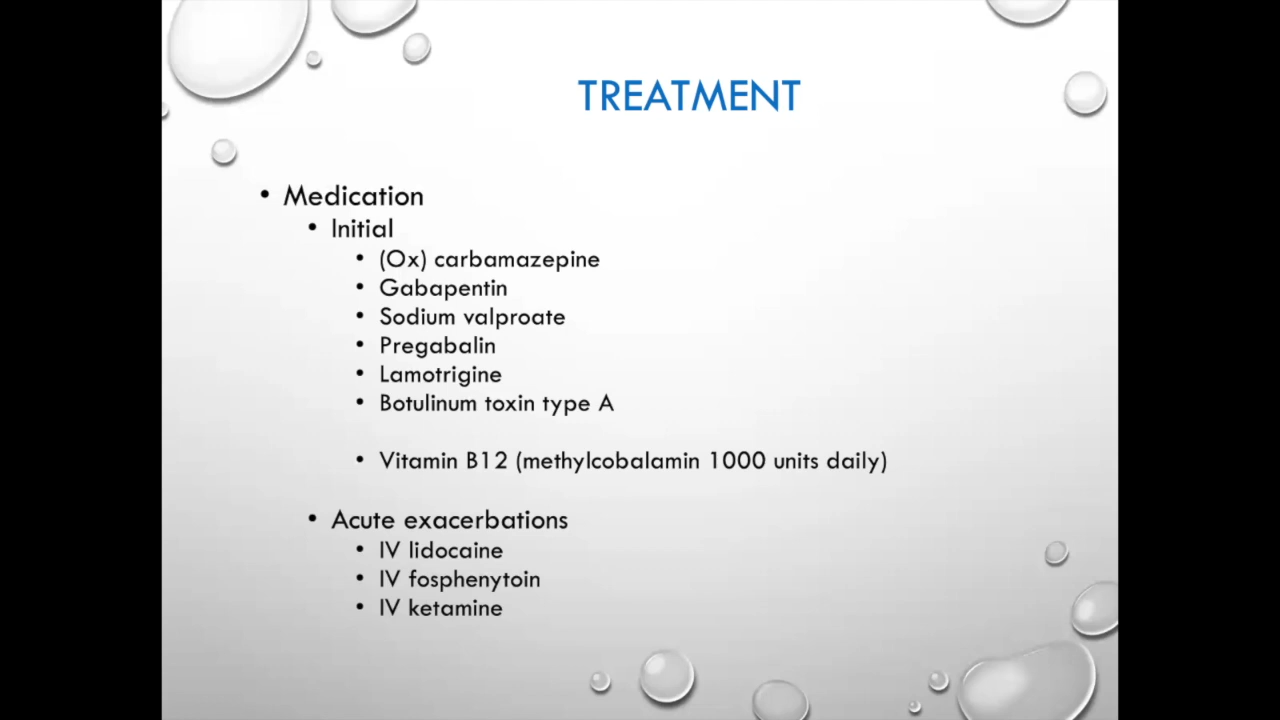 TREATMENT
• Medication
• Initial
• (Ox) carbamazepine
• Gabapentin
• Sodium valproate
• Pregabalin
• Lamotrigine
• Botulinum toxin type A
• Vitamin B12 (methylcobalamin 1000 units daily)
• Acute exacerbations
• IV lidocaine
• IV fosphenytoin
• IV ketamine